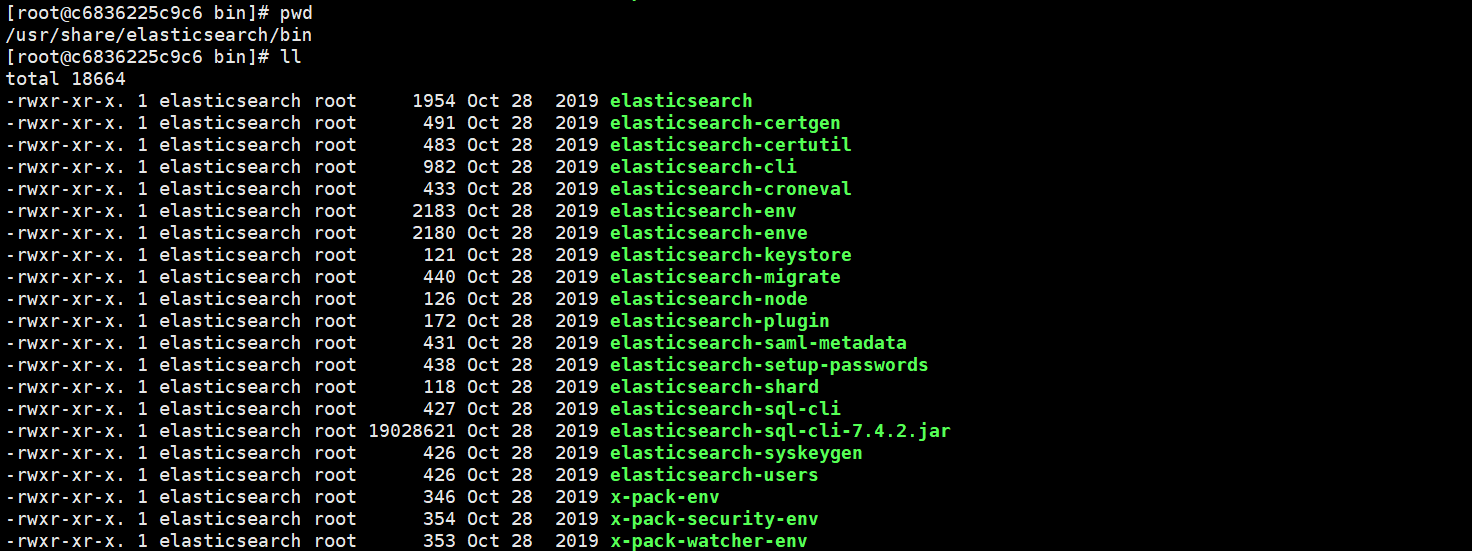 [root@c6836225c9c6 bin]# pwd
/usr/share/elasticsearch/bin
[root@c6836225c9c6 bin]# ll
total 18664
-rwxr-xr-x. 1 elasticsearch root     1954 Oct 28  2019 elasticsearch
-rwxr-xr-x. 1 elasticsearch root      491 Oct 28  2019 elasticsearch-certgen
-rwxr-xr-x. 1 elasticsearch root      483 Oct 28  2019 elasticsearch-certutil
-rwxr-xr-x. 1 elasticsearch root      982 Oct 28  2019 elasticsearch-cli
-rwxr-xr-x. 1 elasticsearch root      433 Oct 28  2019 elasticsearch-croneval
-rwxr-xr-x. 1 elasticsearch root     2183 Oct 28  2019 elasticsearch-env
-rwxr-xr-x. 1 elasticsearch root     2180 Oct 28  2019 elasticsearch-enve
-rwxr-xr-x. 1 elasticsearch root      121 Oct 28  2019 elasticsearch-keystore
-rwxr-xr-x. 1 elasticsearch root      440 Oct 28  2019 elasticsearch-migrate
-rwxr-xr-x. 1 elasticsearch root      126 Oct 28  2019 elasticsearch-node
-rwxr-xr-x. 1 elasticsearch root      172 Oct 28  2019 elasticsearch-plugin
-rwxr-xr-x. 1 elasticsearch root      431 Oct 28  2019 elasticsearch-saml-metadata
-rwxr-xr-x. 1 elasticsearch root      438 Oct 28  2019 elasticsearch-setup-passwords
-rwxr-xr-x. 1 elasticsearch root      118 Oct 28  2019 elasticsearch-shard
-rwxr-xr-x. 1 elasticsearch root      427 Oct 28  2019 elasticsearch-sql-cli
-rwxr-xr-x. 1 elasticsearch root 19028621 Oct 28  2019 elasticsearch-sql-cli-7.4.2.jar
-rwxr-xr-x. 1 elasticsearch root      426 Oct 28  2019 elasticsearch-syskeygen
-rwxr-xr-x. 1 elasticsearch root      426 Oct 28  2019 elasticsearch-users
-rwxr-xr-x. 1 elasticsearch root      346 Oct 28  2019 x-pack-env
-rwxr-xr-x. 1 elasticsearch root      354 Oct 28  2019 x-pack-security-env
-rwxr-xr-x. 1 elasticsearch root      353 Oct 28  2019 x-pack-watcher-env